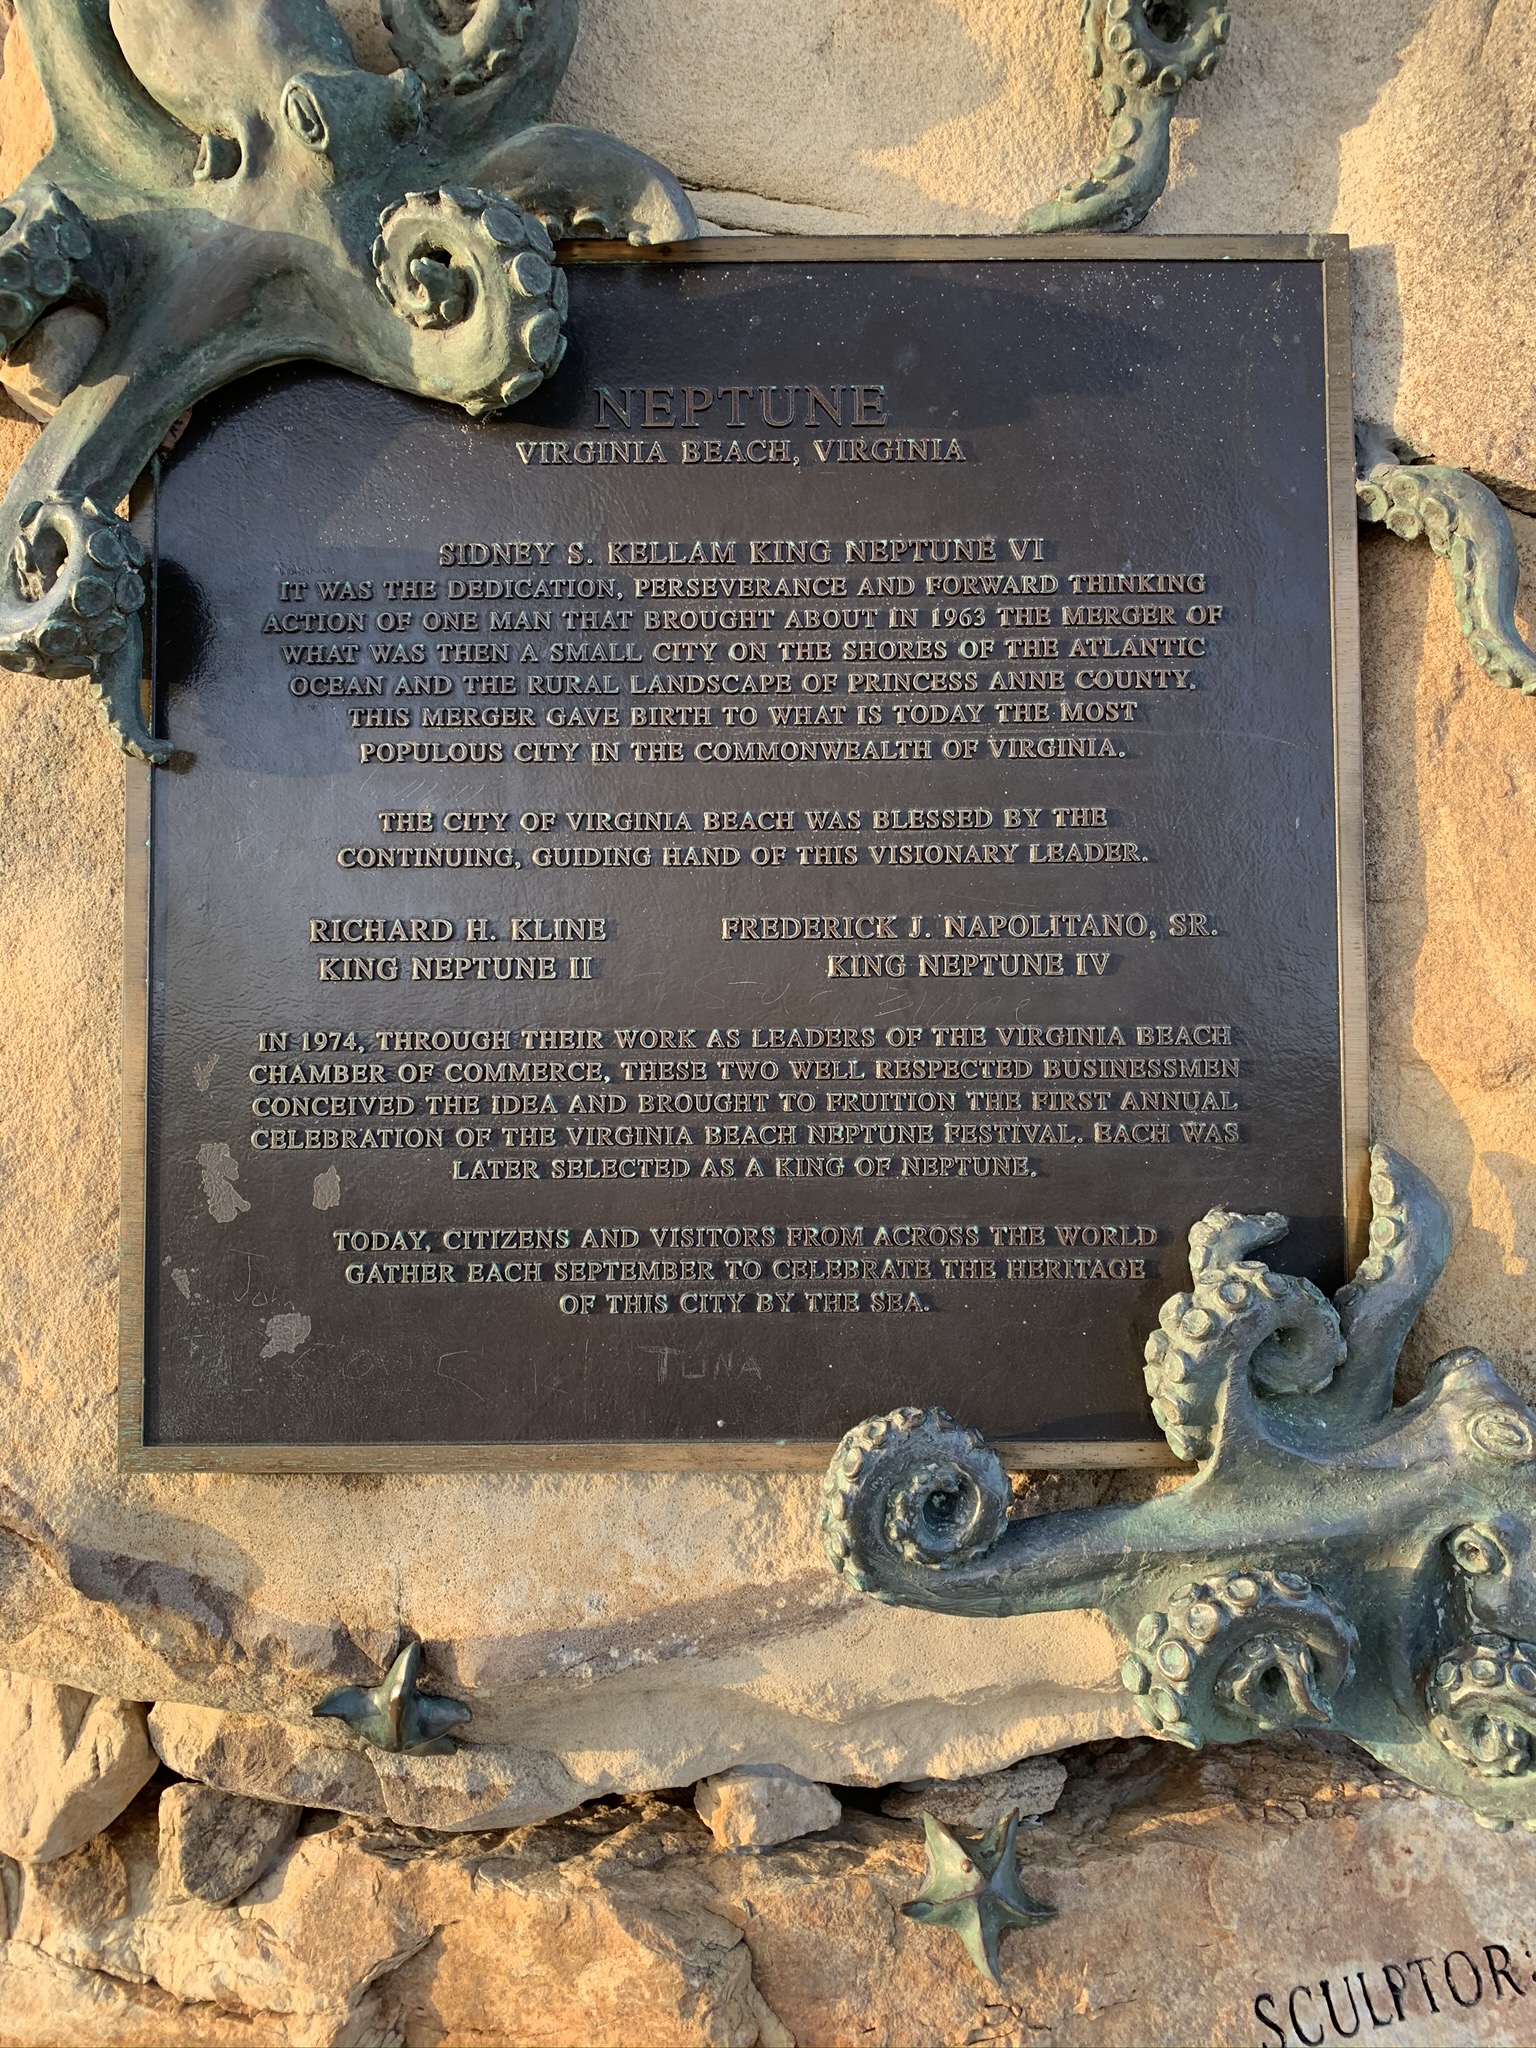 NEPTUNE
VIRGINIA BEACH, VIRGINIA
SIDNEY S. KELLAM KING NEPTUNE VI
IT WAS THE DEDICATION, PERSEVERANCE AND FORWARD THINKING
ACTION OF ONE MAN THAT BROUGHT ABOUT IN 1963 THE MERGER OF
WHAT WAS THEN A SMALL CITY ON THE SHORES OF THE ATLANTIC
OCEAN AND THE RURAL LANDSCAPE OF PRINCESS ANNE COUNTY.
THIS MERGER GAVE BIRTH TO WHAT IS TODAY THE MOST
POPULOUS CITY IN THE COMMONWEALTH OF VIRGINIA.
THE CITY OF VIRGINIA BEACH WAS BLESSED BY THE
CONTINUING, GUIDING HAND OF THIS VISIONARY LEADER.
RICHARD H. KLINE
KING NEPTUNE II
FREDERICK J. NAPOLITANO, SR.
KING NEPTUNE IV
IN 1974, THROUGH THEIR WORK AS LEADERS OF THE VIRGINIA BEACH
CHAMBER OF COMMERCE, THESE TWO WELL RESPECTED BUSINESSMEN
CONCEIVED THE IDEA AND BROUGHT TO FRUITION THE FIRST ANNUAL
CELEBRATION OF THE VIRGINIA BEACH NEPTUNE FESTIVAL. EACH WAS
LATER SELECTED AS A KING OF NEPTUNE.
TODAY, CITIZENS AND VISITORS FROM ACROSS THE WORLD
GATHER EACH SEPTEMBER TO CELEBRATE THE HERITAGE
OF THIS CITY BY THE SEA.
John
TUNA
SCULPTOR: